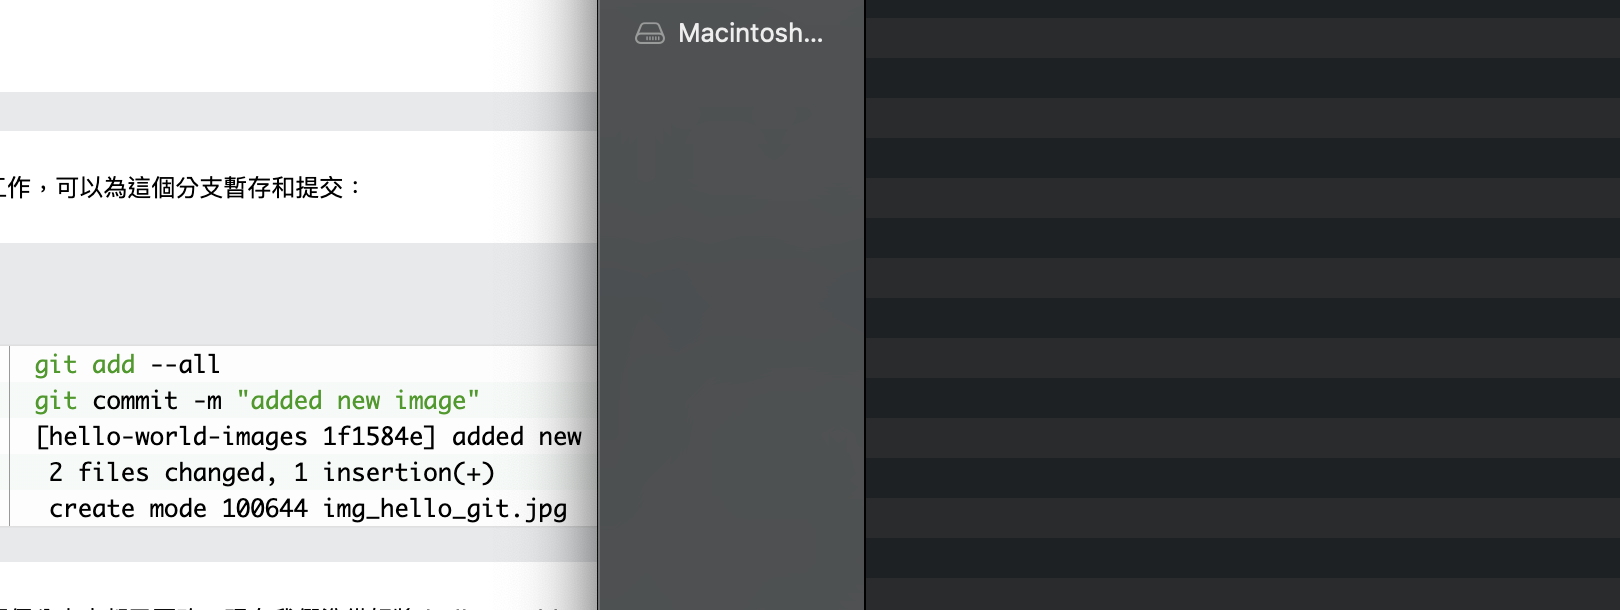 Macintosh...
工作，可以為這個分支暫存和提交：
git add --all
git commit -m "added new image"
[hello-world-images 1f1584e] added new
2 files changed, 1 insertion(+)
create mode 100644 img_hello_git.jpg